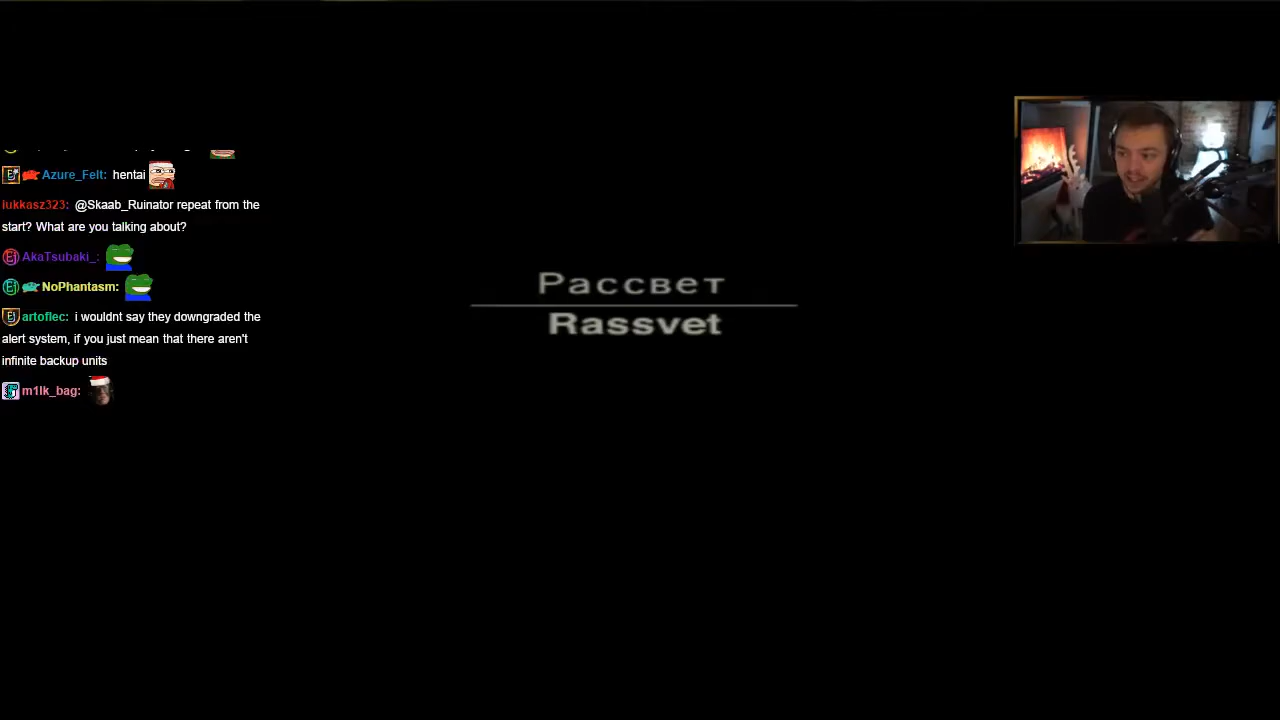 Azure_Felt: hentai
iukkasz323: @Skaab_Ruinator repeat from the
start? What are you talking about?
AkaTsubaki_:
NoPhantasm:
artoflec: i wouldnt say they downgraded the
alert system, if you just mean that there aren't
infinite backup units
m1lk_bag:
Рассвет
Rassvet